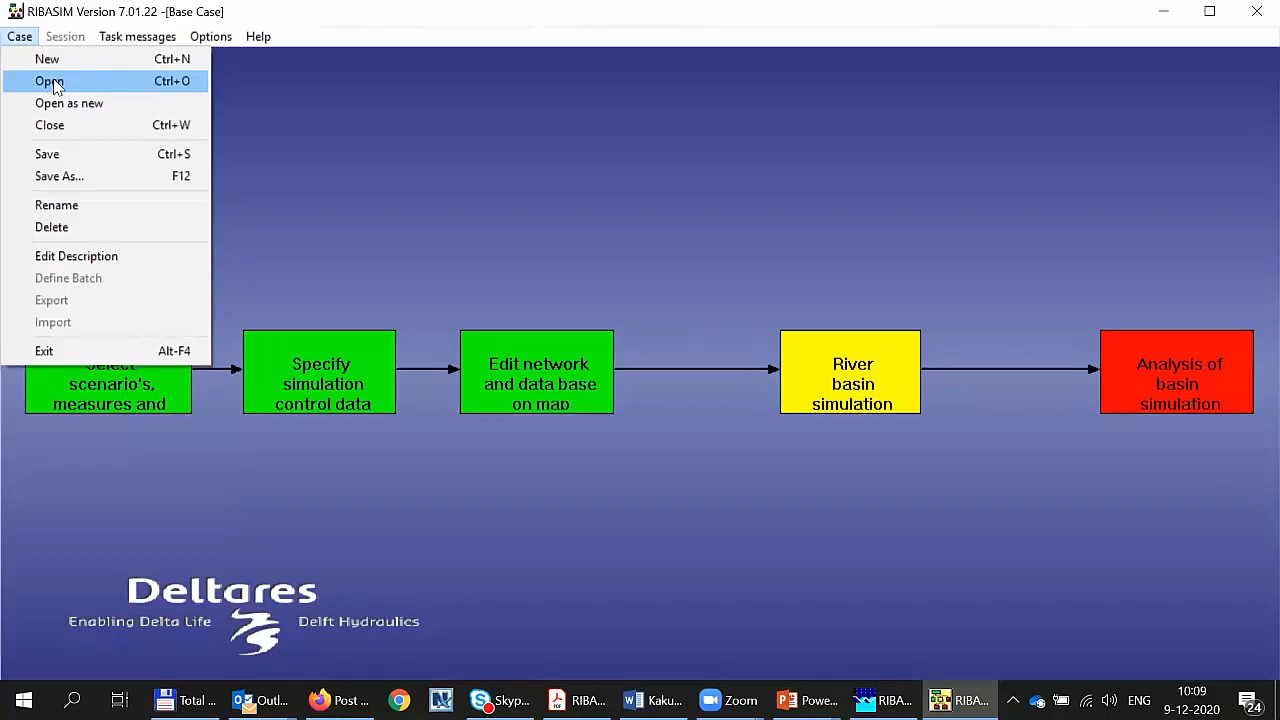 RIBASIM Version 7.01.22 -[Base Case]
Case Session Task messages Options Help
New Ctrl+N
Open Ctrl+O
Open as new
Close Ctrl+W
Save Ctrl+S
Save As... F12
Rename
Delete
Edit Description
Define Batch
Export
Import
Exit Alt-F4
Select
scenario's,
measures and
Specify
simulation
control data
Edit network
and data base
on map
River
basin
simulation
Analysis of
basin
simulation
Deltares
Enabling Delta Life Delft Hydraulics
Total ... Outl... Post ... Skyp... RIBA... Kaku... Zoom Powe... RIBA... RIBA... ENG 10:09
9-12-2020 24